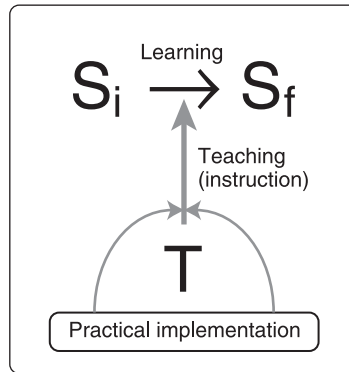 Learning
Si → Sf
Teaching
(instruction)
T
Practical implementation